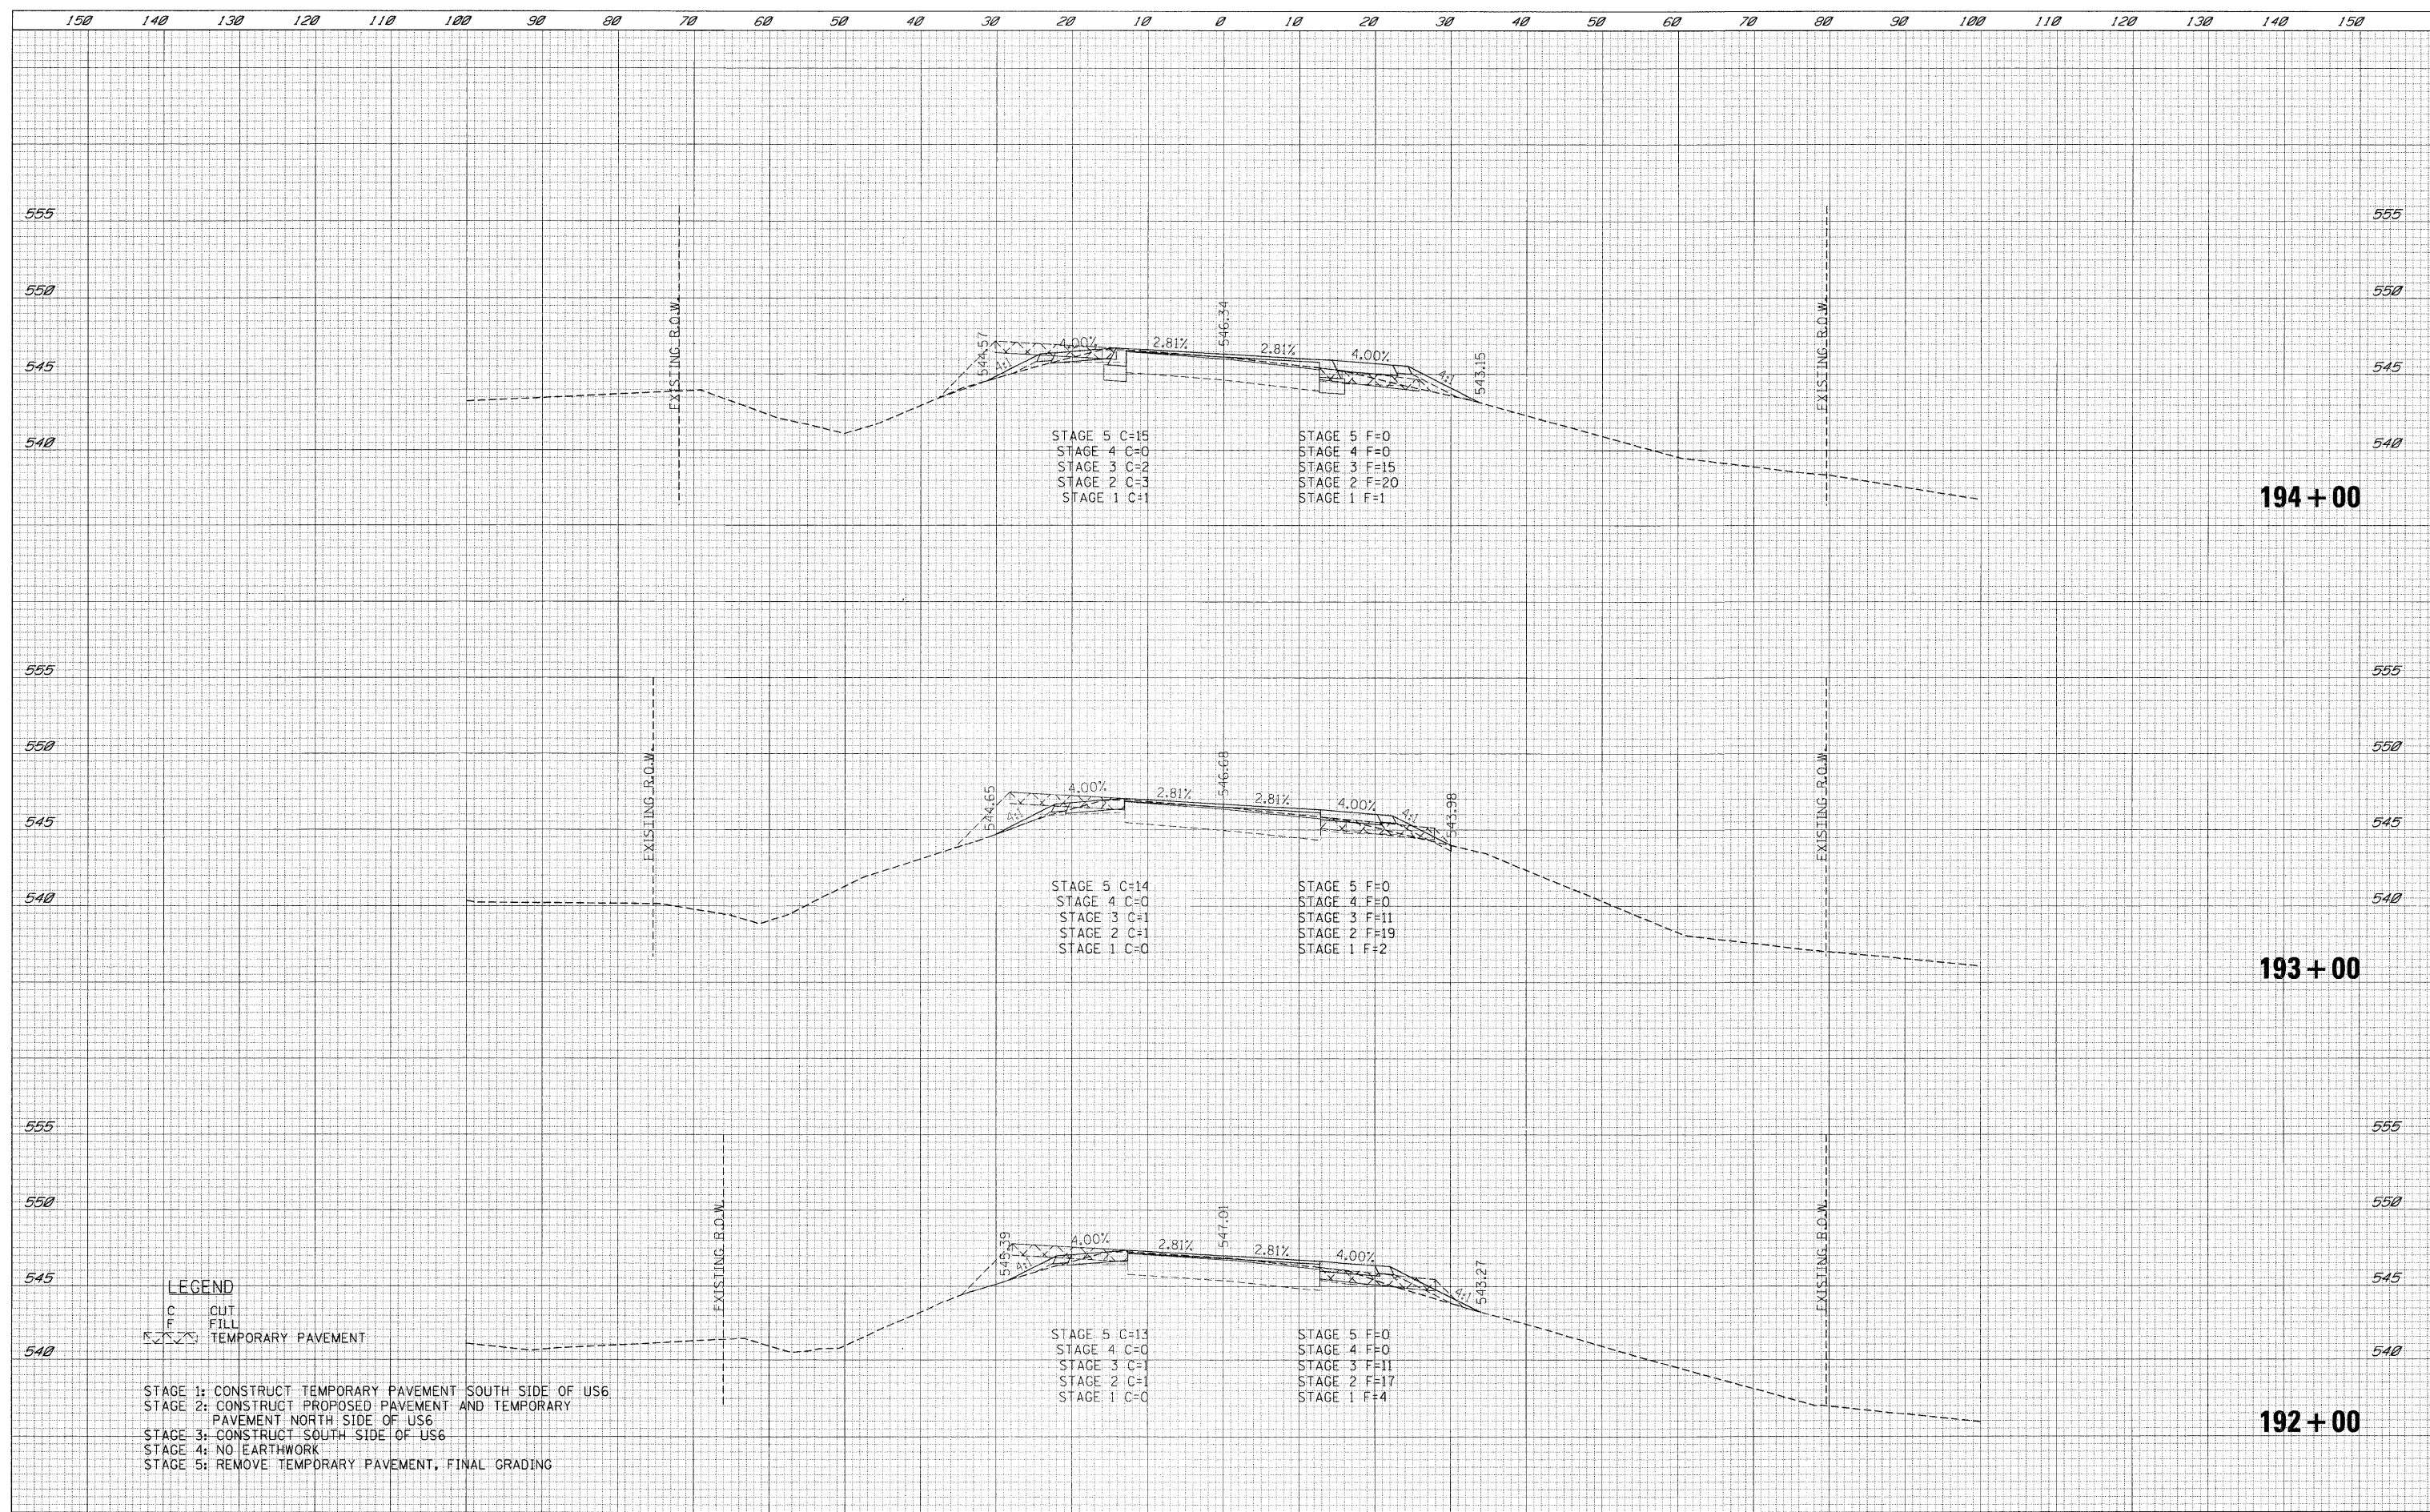 150 140 130 120 110 100 90 80 70 60 50 40 30 20 10 0 10 20 30 40 50 60 70 80 90 100 110 120 130 140 150
555 555
550 550
EXISTING R.O.W. EXISTING R.O.W.
544.57 546.34 543.15
4:1 4.00% 2.81% 2.81% 4.00% 4:1
545 545
540 540
STAGE 5 C=15 STAGE 5 F=0
STAGE 4 C=0 STAGE 4 F=0
STAGE 3 C=2 STAGE 3 F=15
STAGE 2 C=3 STAGE 2 F=20
STAGE 1 C=1 STAGE 1 F=1
194+00
555 555
550 550
EXISTING R.O.W. EXISTING R.O.W.
544.65 546.68 543.98
4:1 4.00% 2.81% 2.81% 4.00% 4:1
545 545
540 540
STAGE 5 C=14 STAGE 5 F=0
STAGE 4 C=0 STAGE 4 F=0
STAGE 3 C=1 STAGE 3 F=11
STAGE 2 C=1 STAGE 2 F=19
STAGE 1 C=0 STAGE 1 F=2
193+00
555 555
550 550
EXISTING R.O.W. EXISTING R.O.W.
545.39 547.01 543.27
4:1 4.00% 2.81% 2.81% 4.00% 4:1
545 545
540 540
STAGE 5 C=13 STAGE 5 F=0
STAGE 4 C=0 STAGE 4 F=0
STAGE 3 C=1 STAGE 3 F=11
STAGE 2 C=1 STAGE 2 F=17
STAGE 1 C=0 STAGE 1 F=4
192+00
LEGEND
C CUT
F FILL
TEMPORARY PAVEMENT
STAGE 1: CONSTRUCT TEMPORARY PAVEMENT SOUTH SIDE OF US6
STAGE 2: CONSTRUCT PROPOSED PAVEMENT AND TEMPORARY
PAVEMENT NORTH SIDE OF US6
STAGE 3: CONSTRUCT SOUTH SIDE OF US6
STAGE 4: NO EARTHWORK
STAGE 5: REMOVE TEMPORARY PAVEMENT, FINAL GRADING